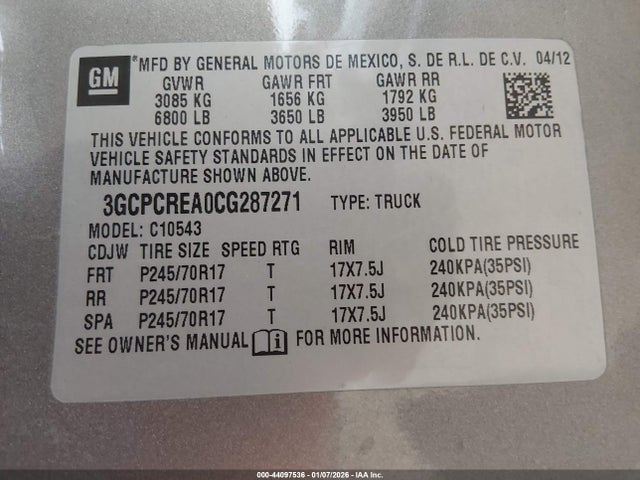 GM ® MFD BY GENERAL MOTORS DE MEXICO, S. DE R.L. DE C.V. 04/12
GVWR GAWR FRT GAWR RR
3085 KG 1656 KG 1792 KG
6800 LB 3650 LB 3950 LB
THIS VEHICLE CONFORMS TO ALL APPLICABLE U.S. FEDERAL MOTOR
VEHICLE SAFETY STANDARDS IN EFFECT ON THE DATE OF
MANUFACTURE SHOWN ABOVE.
3GCPCREA0CG287271 TYPE: TRUCK
MODEL: C10543
CDJW TIRE SIZE SPEED RTG RIM COLD TIRE PRESSURE
FRT P245/70R17 T 17X7.5J 240KPA(35PSI)
RR P245/70R17 T 17X7.5J 240KPA(35PSI)
SPA P245/70R17 T 17X7.5J 240KPA(35PSI)
SEE OWNER'S MANUAL i FOR MORE INFORMATION.
000-44097536 - 01/07/2026 - IAA Inc.